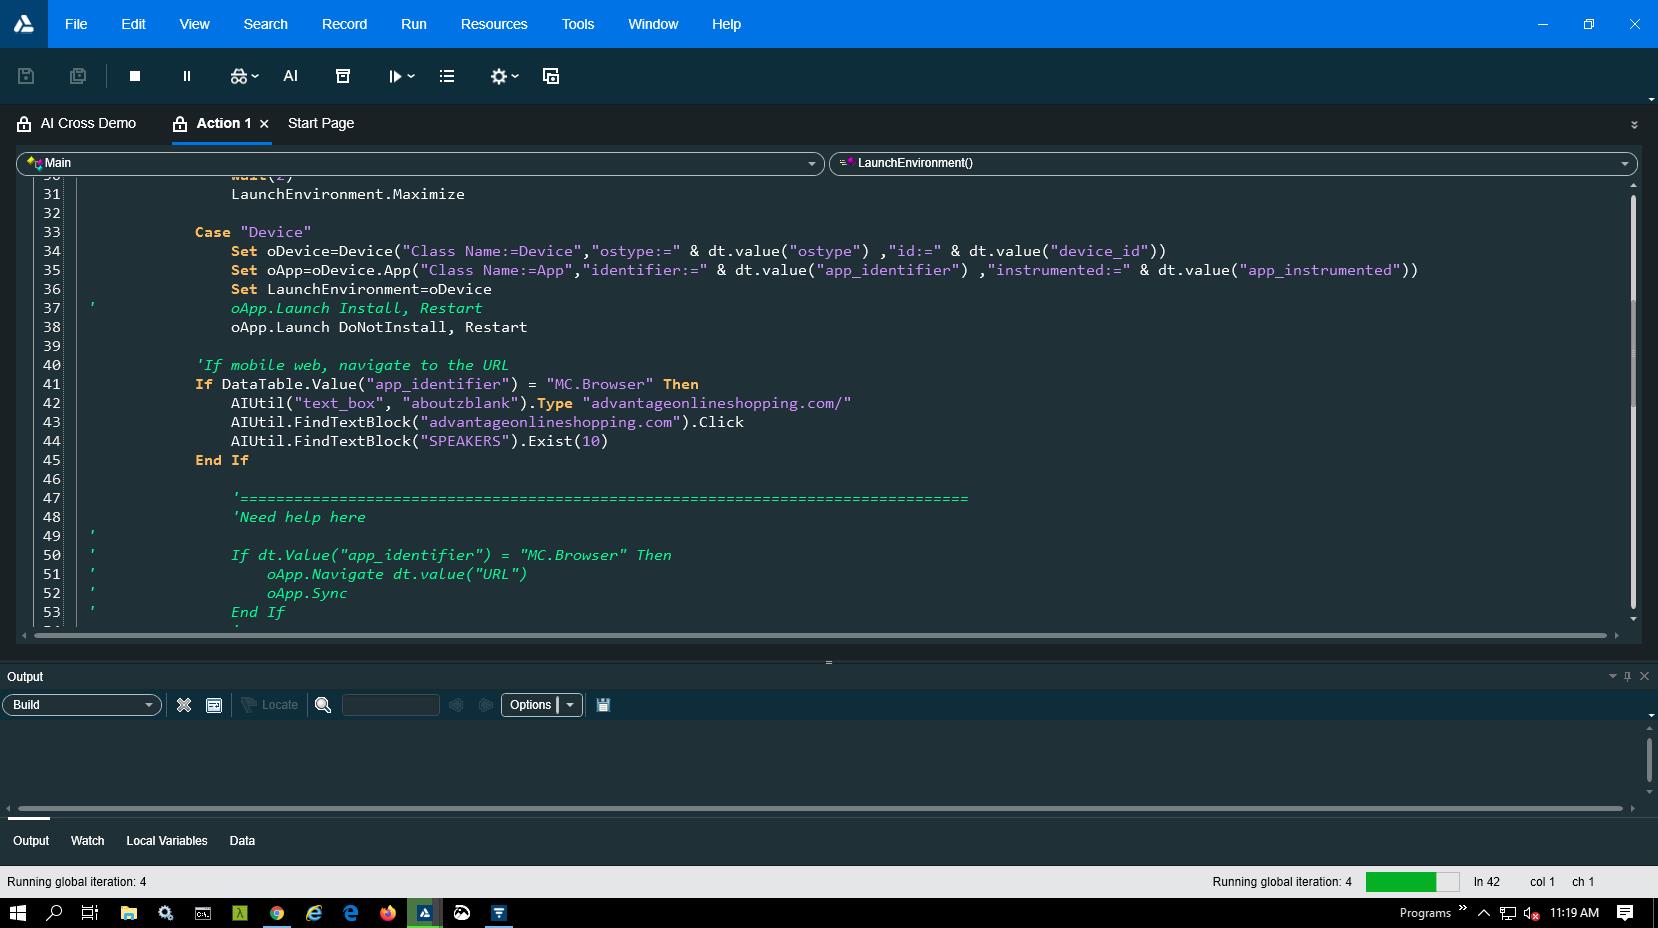 File Edit View Search Record Run Resources Tools Window Help
AI
AI Cross Demo Action 1 Start Page
Main LaunchEnvironment()
30 Wait(2)
31 LaunchEnvironment.Maximize
32
33 Case "Device"
34 Set oDevice=Device("Class Name:=Device","ostype:=" & dt.value("ostype") ,"id:=" & dt.value("device_id"))
35 Set oApp=oDevice.App("Class Name:=App","identifier:=" & dt.value("app_identifier") ,"instrumented:=" & dt.value("app_instrumented"))
36 Set LaunchEnvironment=oDevice
37 ' oApp.Launch Install, Restart
38 oApp.Launch DoNotInstall, Restart
39
40 'If mobile web, navigate to the URL
41 If DataTable.Value("app_identifier") = "MC.Browser" Then
42 AIUtil("text_box", "aboutzblank").Type "advantageonlineshopping.com/"
43 AIUtil.FindTextBlock("advantageonlineshopping.com").Click
44 AIUtil.FindTextBlock("SPEAKERS").Exist(10)
45 End If
46
47 '=================================================================================
48 'Need help here
49 '
50 ' If dt.Value("app_identifier") = "MC.Browser" Then
51 ' oApp.Navigate dt.value("URL")
52 ' oApp.Sync
53 ' End If
Output
Build Locate Options
Output Watch Local Variables Data
Running global iteration: 4 Running global iteration: 4 ln 42 col 1 ch 1
Programs 11:19 AM